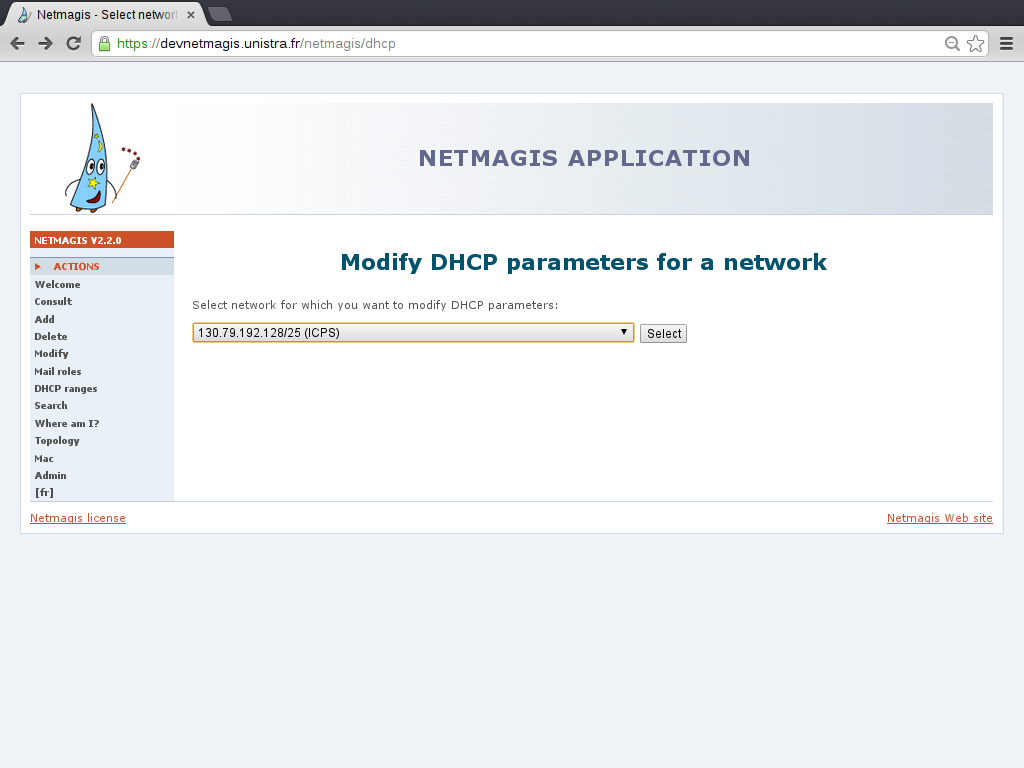 Netmagis - Select networ
https://devnetmagis.unistra.fr/netmagis/dhcp
NETMAGIS APPLICATION
NETMAGIS V2.2.0
ACTIONS
Welcome
Consult
Add
Delete
Modify
Mail roles
DHCP ranges
Search
Where am I?
Topology
Mac
Admin
[fr]
Modify DHCP parameters for a network
Select network for which you want to modify DHCP parameters:
130.79.192.128/25 (ICPS) Select
Netmagis license Netmagis Web site